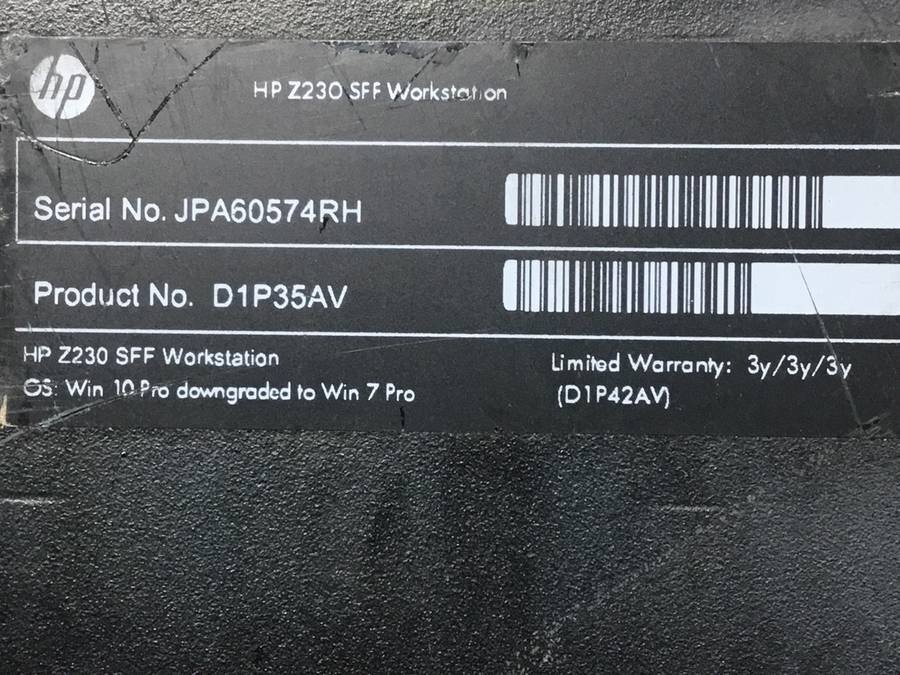 hp
HP Z230 SFF Workstation
Serial No. JPA60574RH
Product No. D1P35AV
HP Z230 SFF Workstation
OS: Win 10 Pro downgraded to Win 7 Pro
Limited Warranty: 3y/3y/3y
(D1P42AV)